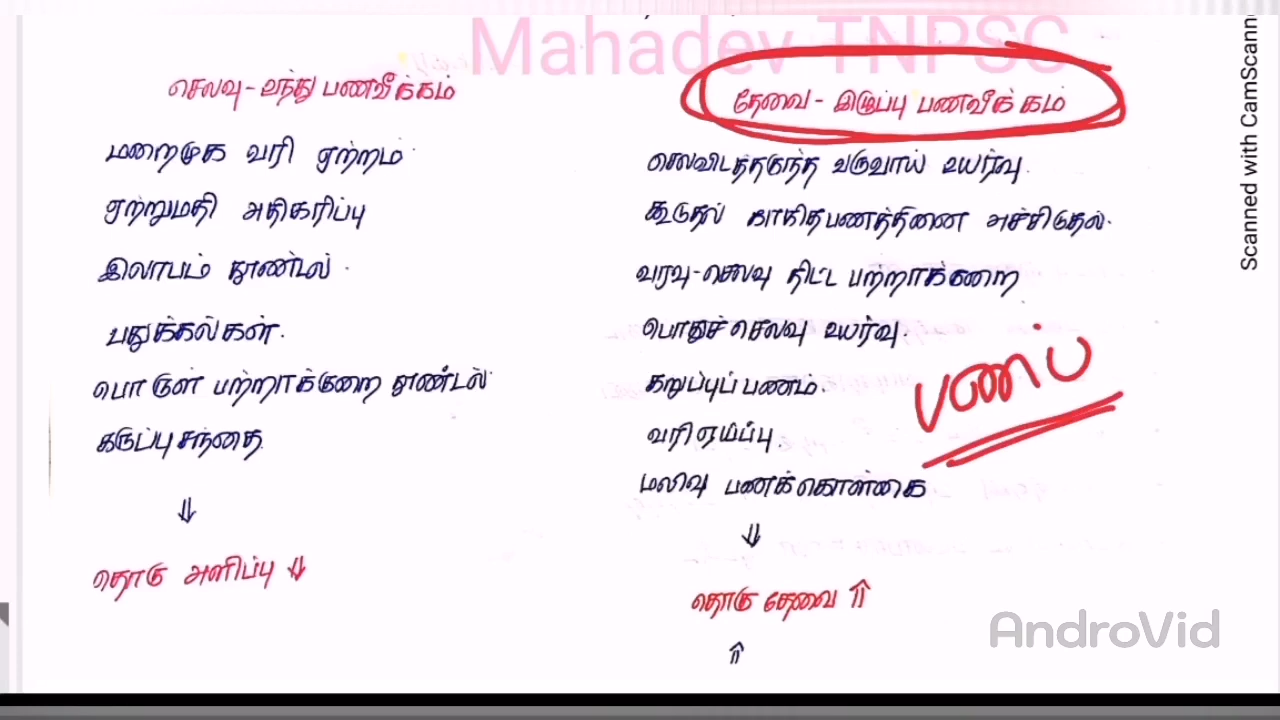 Mahadev TNPSC
செலவு - உந்து பணவீக்கம்
மறைமுக வரி ஏற்றம்
ஏற்றுமதி அதிகரிப்பு
இலாபம் தூண்டல்
பதுக்கல்கள்.
பொருள் பற்றாக்குறை தூண்டல்
கருப்பு சந்தை
⇓
தொகு அளிப்பு ⇓
தேவை - இழுப்பு பணவீக்கம்
செலவிடத்தகுந்த வருவாய் உயர்வு.
கூடுதல் காகித பணத்தினை அச்சிடுதல்.
வரவு-செலவு திட்ட பற்றாக்குறை
பொதுச் செலவு உயர்வு.
கறுப்புப் பணம்.
வரி ஏய்ப்பு.
மலிவு பணக் கொள்கை
⇓
தொகு தேவை ⇑
⇑
பணப்
Scanned with CamScann
AndroVid